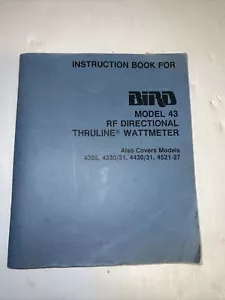 INSTRUCTION BOOK FOR
BIRD
MODEL 43
RF DIRECTIONAL
THRULINE® WATTMETER
Also Covers Models
4305, 4330/31, 4430/31, 4521-27